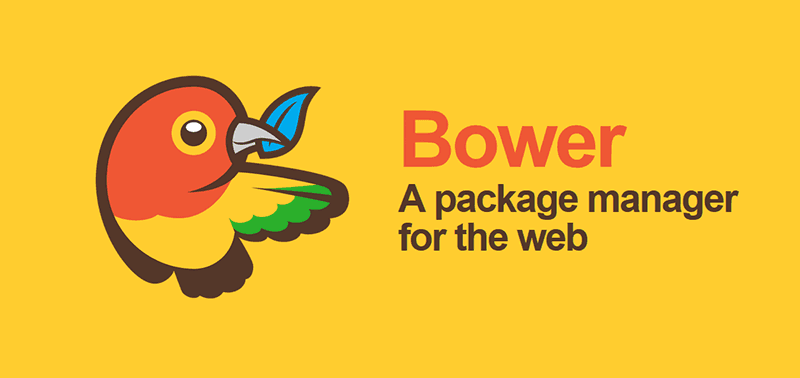 Bower
A package manager
for the web